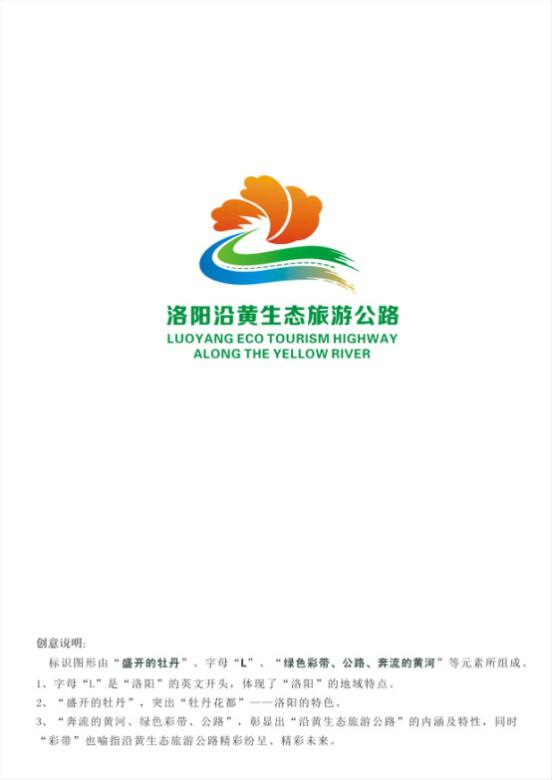 洛阳沿黄生态旅游公路
LUOYANG ECO TOURISM HIGHWAY
ALONG THE YELLOW RIVER
创意说明:
标识图形由“盛开的牡丹”、字母“L”、“绿色彩带、公路、奔流的黄河”等元素所组成。
1、字母“L”是“洛阳”的英文开头，体现了“洛阳”的地域特点。
2、“盛开的牡丹”，突出“牡丹花都”——洛阳的特色。
3、“奔流的黄河、绿色彩带、公路”，彰显出“沿黄生态旅游公路”的内涵及特性，同时
“彩带”也喻指沿黄生态旅游公路精彩纷呈、精彩未来。